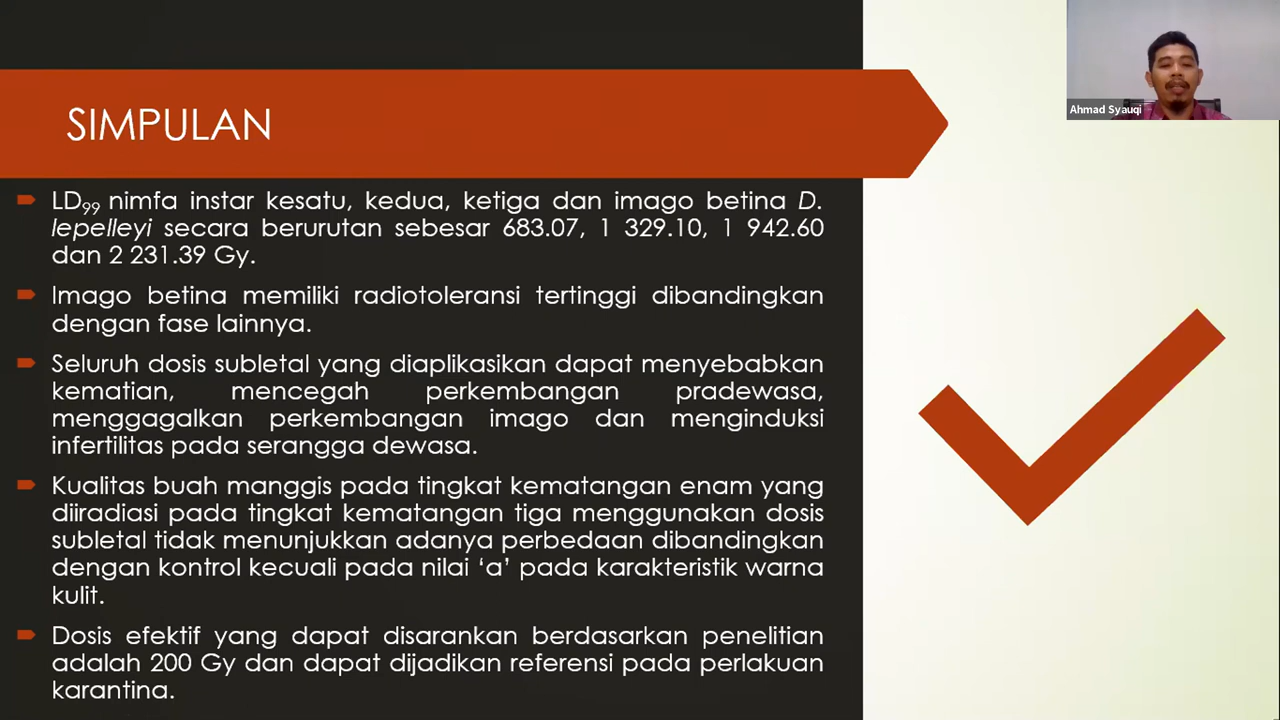 SIMPULAN
Ahmad Syauqi
LD99 nimfa instar kesatu, kedua, ketiga dan imago betina D.
lepelleyi secara berurutan sebesar 683.07, 1 329.10, 1 942.60
dan 2 231.39 Gy.
Imago betina memiliki radiotoleransi tertinggi dibandingkan
dengan fase lainnya.
Seluruh dosis subletal yang diaplikasikan dapat menyebabkan
kematian, mencegah perkembangan pradewasa,
menggagalkan perkembangan imago dan menginduksi
infertilitas pada serangga dewasa.
Kualitas buah manggis pada tingkat kematangan enam yang
diiradiasi pada tingkat kematangan tiga menggunakan dosis
subletal tidak menunjukkan adanya perbedaan dibandingkan
dengan kontrol kecuali pada nilai ‘a’ pada karakteristik warna
kulit.
Dosis efektif yang dapat disarankan berdasarkan penelitian
adalah 200 Gy dan dapat dijadikan referensi pada perlakuan
karantina.